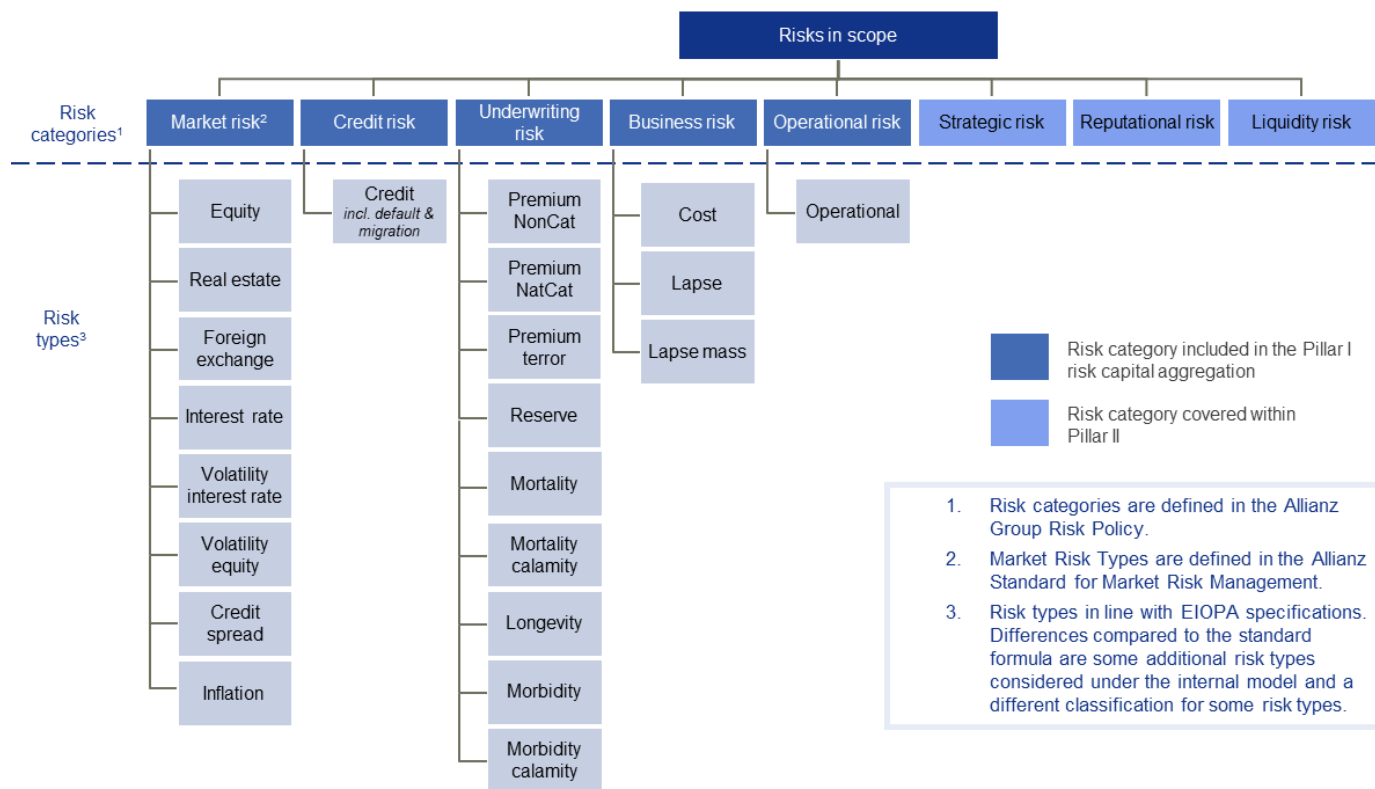 Risks in scope
Risk
categories¹
Market risk²
Credit risk
Underwriting
risk
Business risk
Operational risk
Strategic risk
Reputational risk
Liquidity risk
Risk
types³
Equity
Real estate
Foreign
exchange
Interest rate
Volatility
interest rate
Volatility
equity
Credit
spread
Inflation
Credit
incl. default &
migration
Premium
NonCat
Premium
NatCat
Premium
terror
Reserve
Mortality
Mortality
calamity
Longevity
Morbidity
Morbidity
calamity
Cost
Lapse
Lapse mass
Operational
Risk category included in the Pillar I
risk capital aggregation
Risk category covered within
Pillar II
1. Risk categories are defined in the Allianz
Group Risk Policy.
2. Market Risk Types are defined in the Allianz
Standard for Market Risk Management.
3. Risk types in line with EIOPA specifications.
Differences compared to the standard
formula are some additional risk types
considered under the internal model and a
different classification for some risk types.